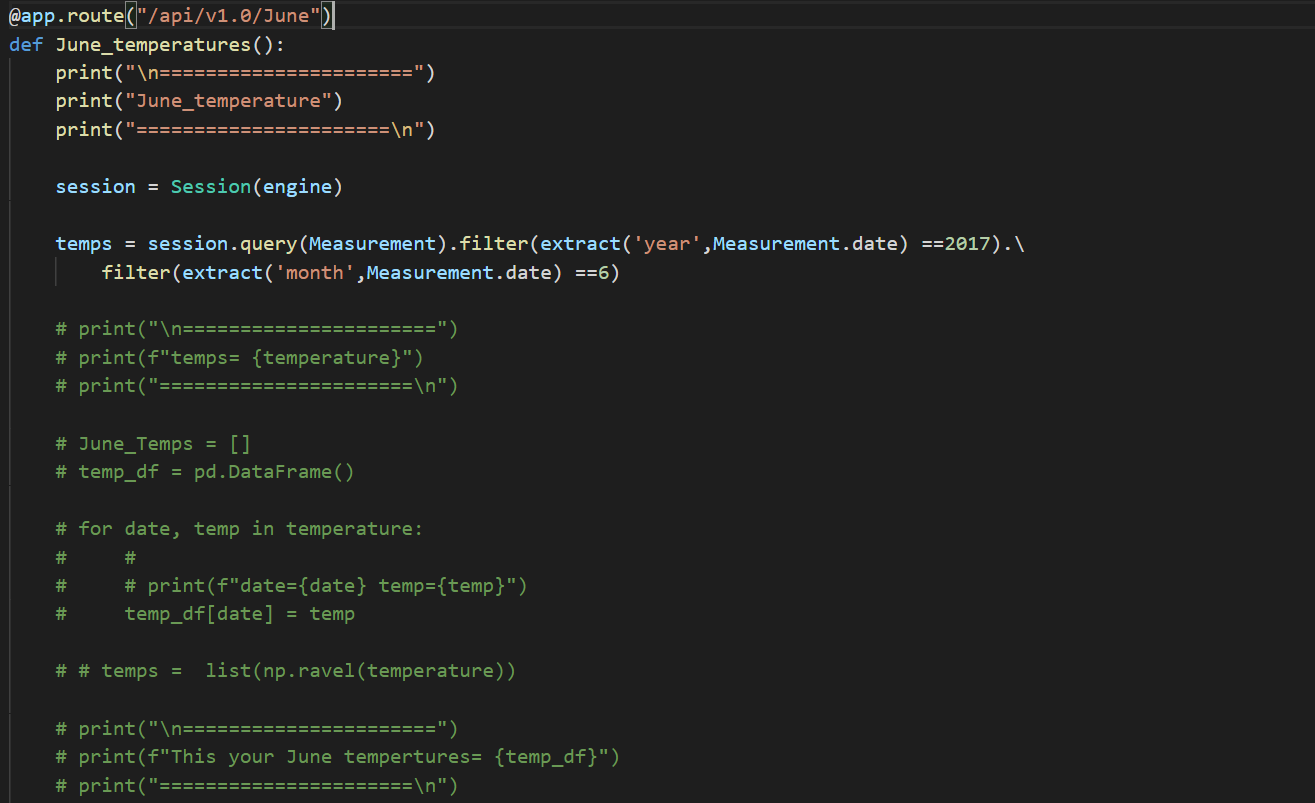 @app.route("/api/v1.0/June")
def June_temperatures():
    print("\n======================")
    print("June_temperature")
    print("======================\n")
    session = Session(engine)
    temps = session.query(Measurement).filter(extract('year',Measurement.date) ==2017).\
        filter(extract('month',Measurement.date) ==6)
    # print("\n======================")
    # print(f"temps= {temperature}")
    # print("======================\n")
    # June_Temps = []
    # temp_df = pd.DataFrame()
    # for date, temp in temperature:
    #     #
    #     # print(f"date={date} temp={temp}")
    #     temp_df[date] = temp
    # # temps =  list(np.ravel(temperature))
    # print("\n======================")
    # print(f"This your June tempertures= {temp_df}")
    # print("======================\n")